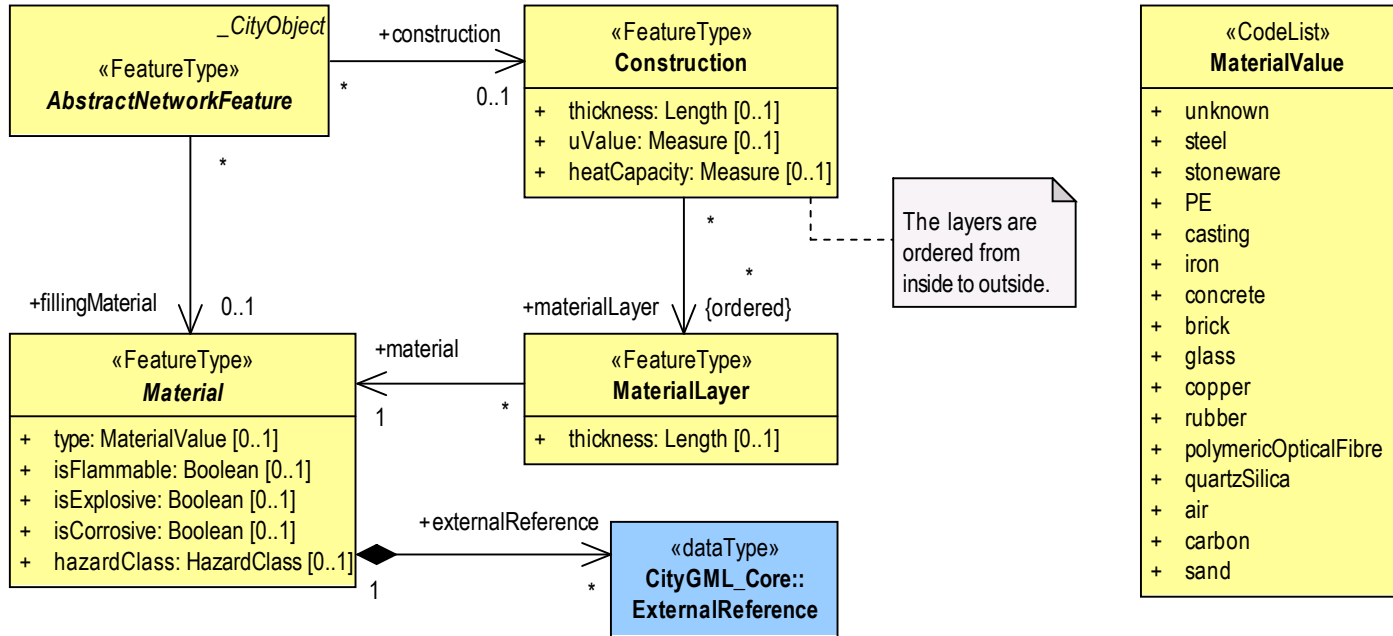 _CityObject
«FeatureType»
AbstractNetworkFeature
+construction
*
0..1
«FeatureType»
Construction
+ thickness: Length [0..1]
+ uValue: Measure [0..1]
+ heatCapacity: Measure [0..1]
The layers are
ordered from
inside to outside.
*
+fillingMaterial
0..1
*
*
+materialLayer
{ordered}
«FeatureType»
Material
+ type: MaterialValue [0..1]
+ isFlammable: Boolean [0..1]
+ isExplosive: Boolean [0..1]
+ isCorrosive: Boolean [0..1]
+ hazardClass: HazardClass [0..1]
+material
1
*
«FeatureType»
MaterialLayer
+ thickness: Length [0..1]
+externalReference
1
*
«dataType»
CityGML_Core::
ExternalReference
«CodeList»
MaterialValue
+ unknown
+ steel
+ stoneware
+ PE
+ casting
+ iron
+ concrete
+ brick
+ glass
+ copper
+ rubber
+ polymericOpticalFibre
+ quartzSilica
+ air
+ carbon
+ sand